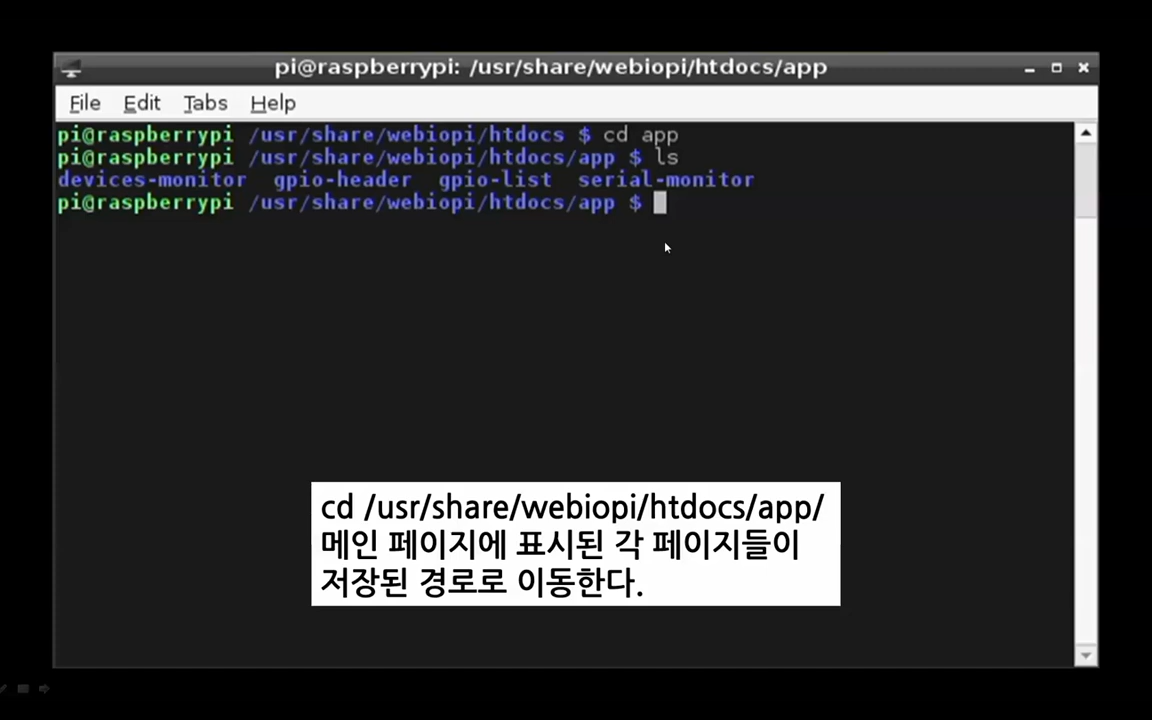 pi@raspberrypi: /usr/share/webiopi/htdocs/app
File Edit Tabs Help
pi@raspberrypi /usr/share/webiopi/htdocs $ cd app
pi@raspberrypi /usr/share/webiopi/htdocs/app $ ls
devices-monitor gpio-header gpio-list serial-monitor
pi@raspberrypi /usr/share/webiopi/htdocs/app $
cd /usr/share/webiopi/htdocs/app/
메인 페이지에 표시된 각 페이지들이
저장된 경로로 이동한다.